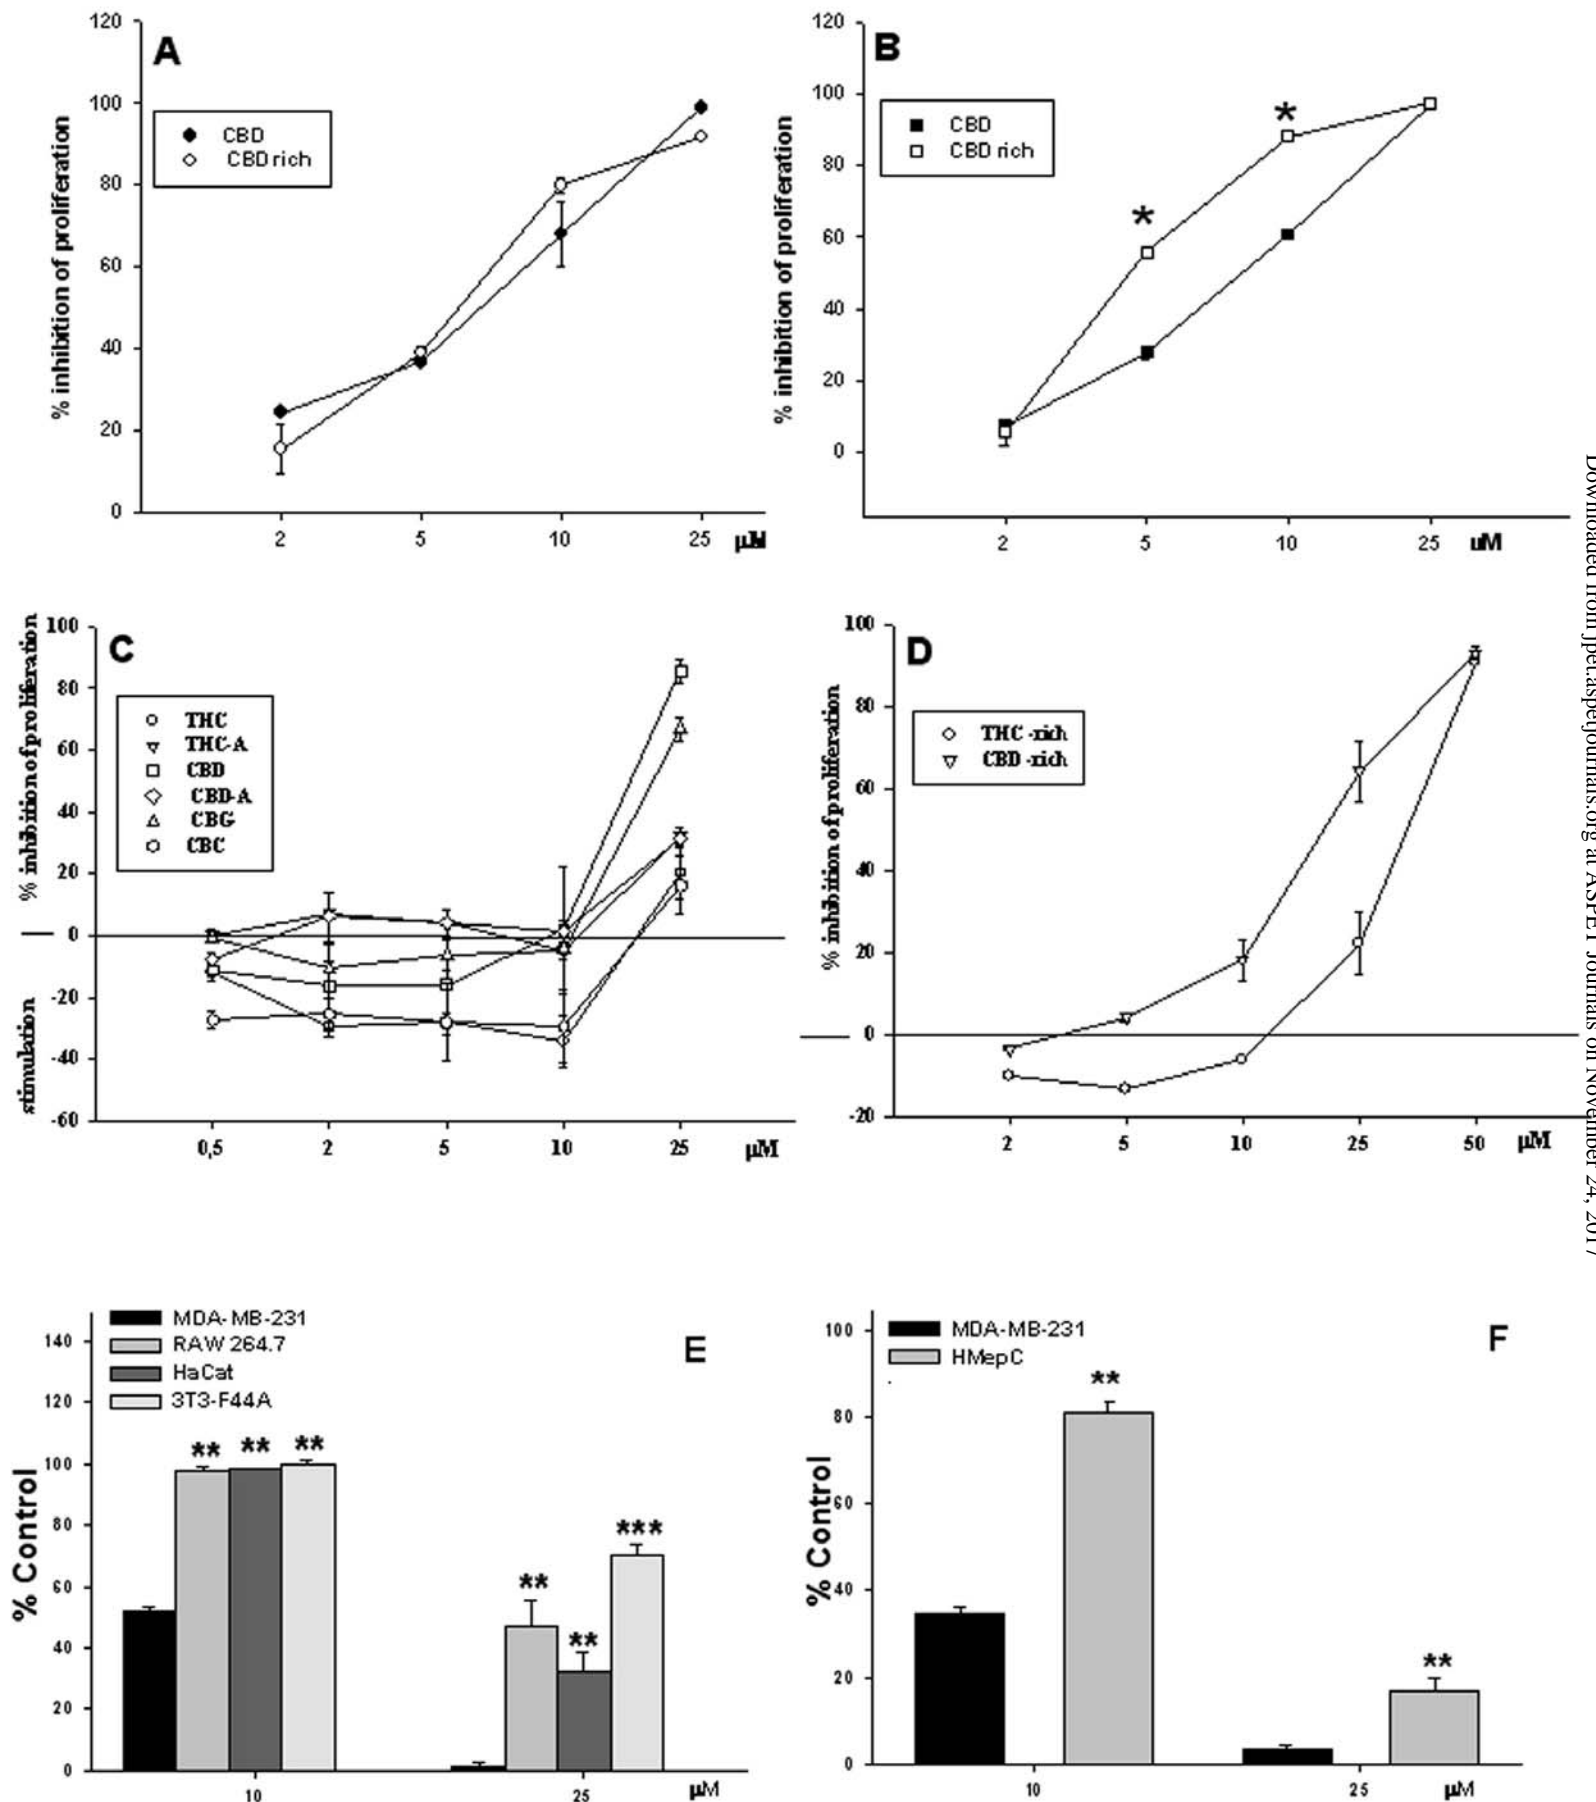 120
100
80
60
40
20
0
% inhibition of proliferation
A
CBD
CBD rich
2 5 10 25 µM
120
100
80
60
40
20
0
% inhibition of proliferation
B
CBD
CBD rich
*
*
2 5 10 25 uM
100
80
60
40
20
0
-20
-40
-60
% inhibition of proliferation
stimulation
C
THC
THC-A
CBD
CBD-A
CBG
CBC
0,5 2 5 10 25 µM
100
80
60
40
20
0
-20
% inhibition of proliferation
D
THC-rich
CBD-rich
2 5 10 25 50 µM
140
120
100
80
60
40
20
0
% Control
MDA-MB-231
RAW 264.7
HaCat
3T3-F44A
E
** ** **
** ** ***
10 25 µM
100
80
60
40
20
0
% Control
MDA-MB-231
HMepC
F
**
**
10 25 µM
Downloaded from jpet.aspetjournals.org at ASPET Journals on November 24, 2017